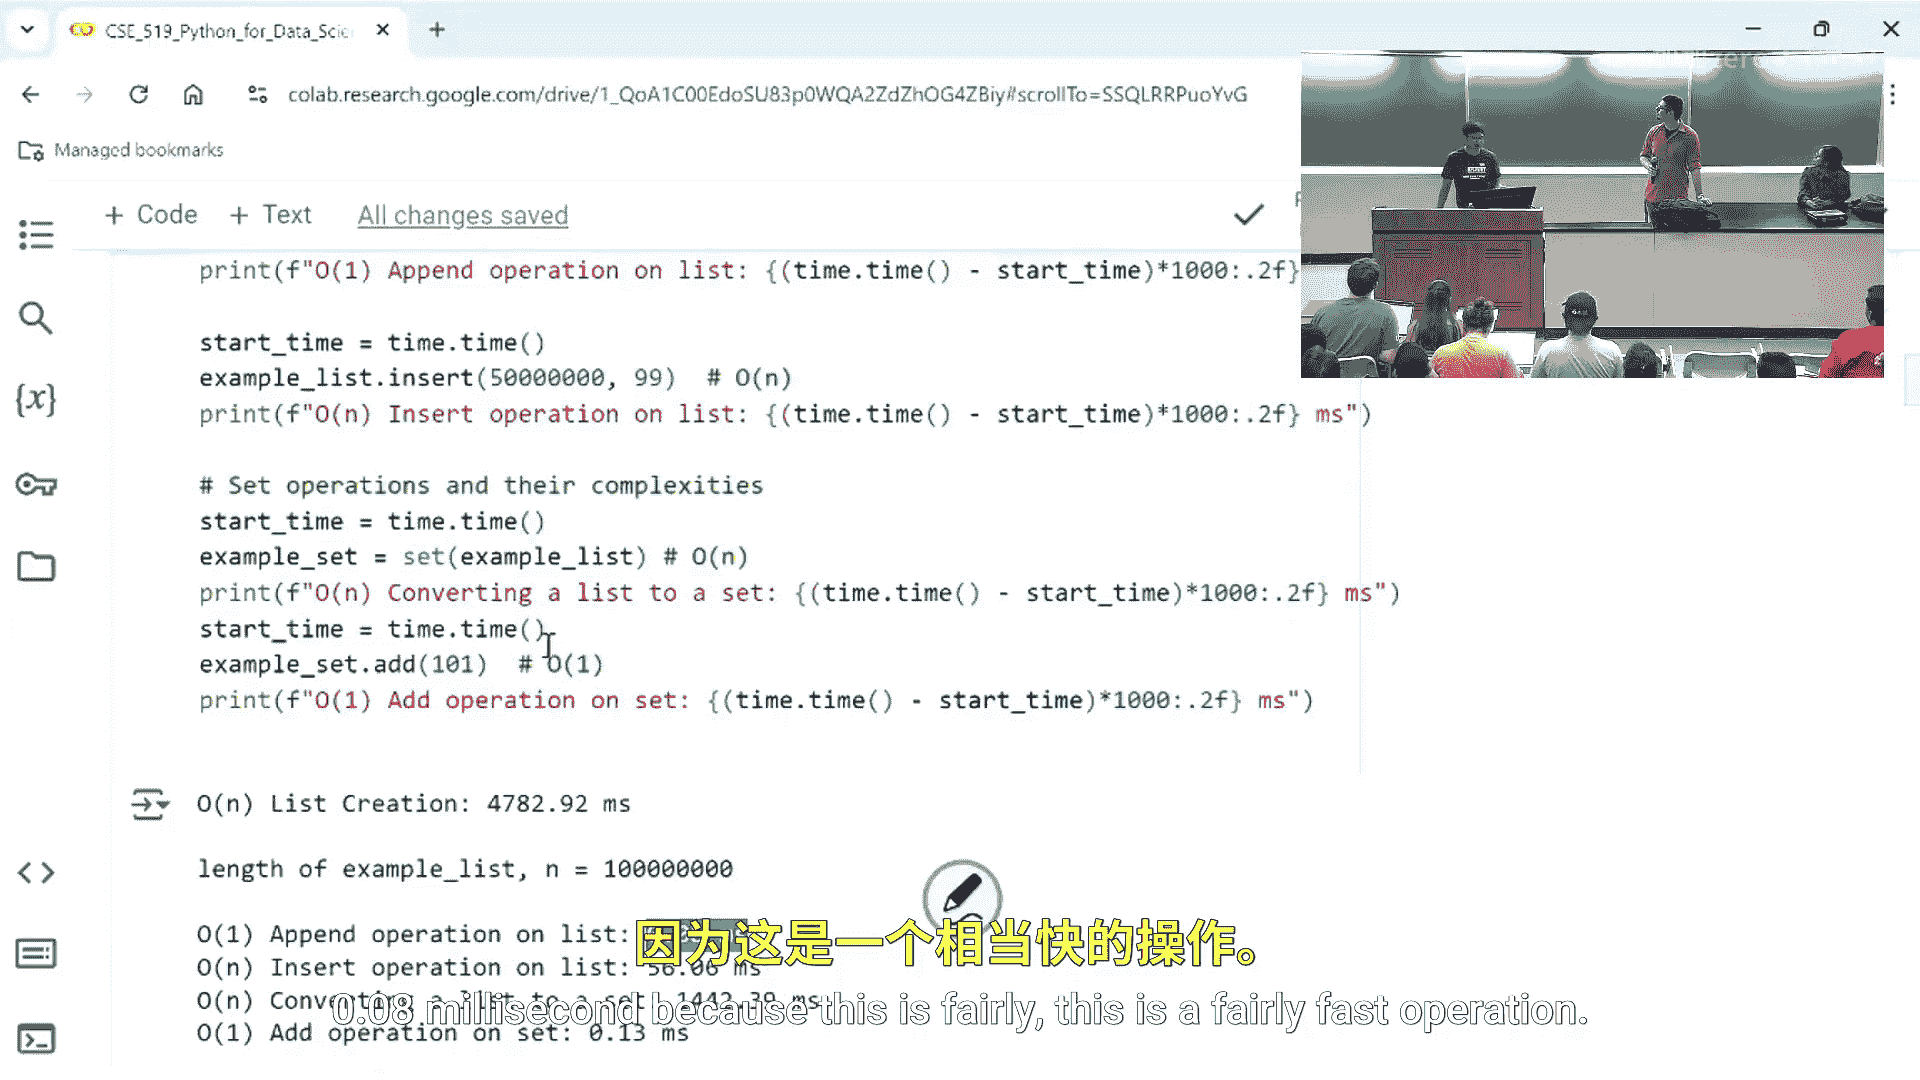 CSE_519_Python_for_Data_Scie
colab.research.google.com/drive/1_QoA1C00EdoSU83p0WQA2ZdZhOG4ZBiy#scrollTo=SSQLRRPuoYvG
Managed bookmarks
+ Code + Text All changes saved
print(f"O(1) Append operation on list: {(time.time() - start_time)*1000:.2f}
start_time = time.time()
example_list.insert(50000000, 99)  # O(n)
print(f"O(n) Insert operation on list: {(time.time() - start_time)*1000:.2f} ms")
# Set operations and their complexities
start_time = time.time()
example_set = set(example_list) # O(n)
print(f"O(n) Converting a list to a set: {(time.time() - start_time)*1000:.2f} ms")
start_time = time.time()
example_set.add(101)  # O(1)
print(f"O(1) Add operation on set: {(time.time() - start_time)*1000:.2f} ms")
O(n) List Creation: 4782.92 ms
length of example_list, n = 100000000
O(1) Append operation on list:
因为这是一个相当快的操作。
O(n) Insert operation on list: 56.06 ms
O(n) Converting a list to a set: 1442.39 ms
0.08 millisecond because this is fairly, this is a fairly fast operation.
O(1) Add operation on set: 0.13 ms